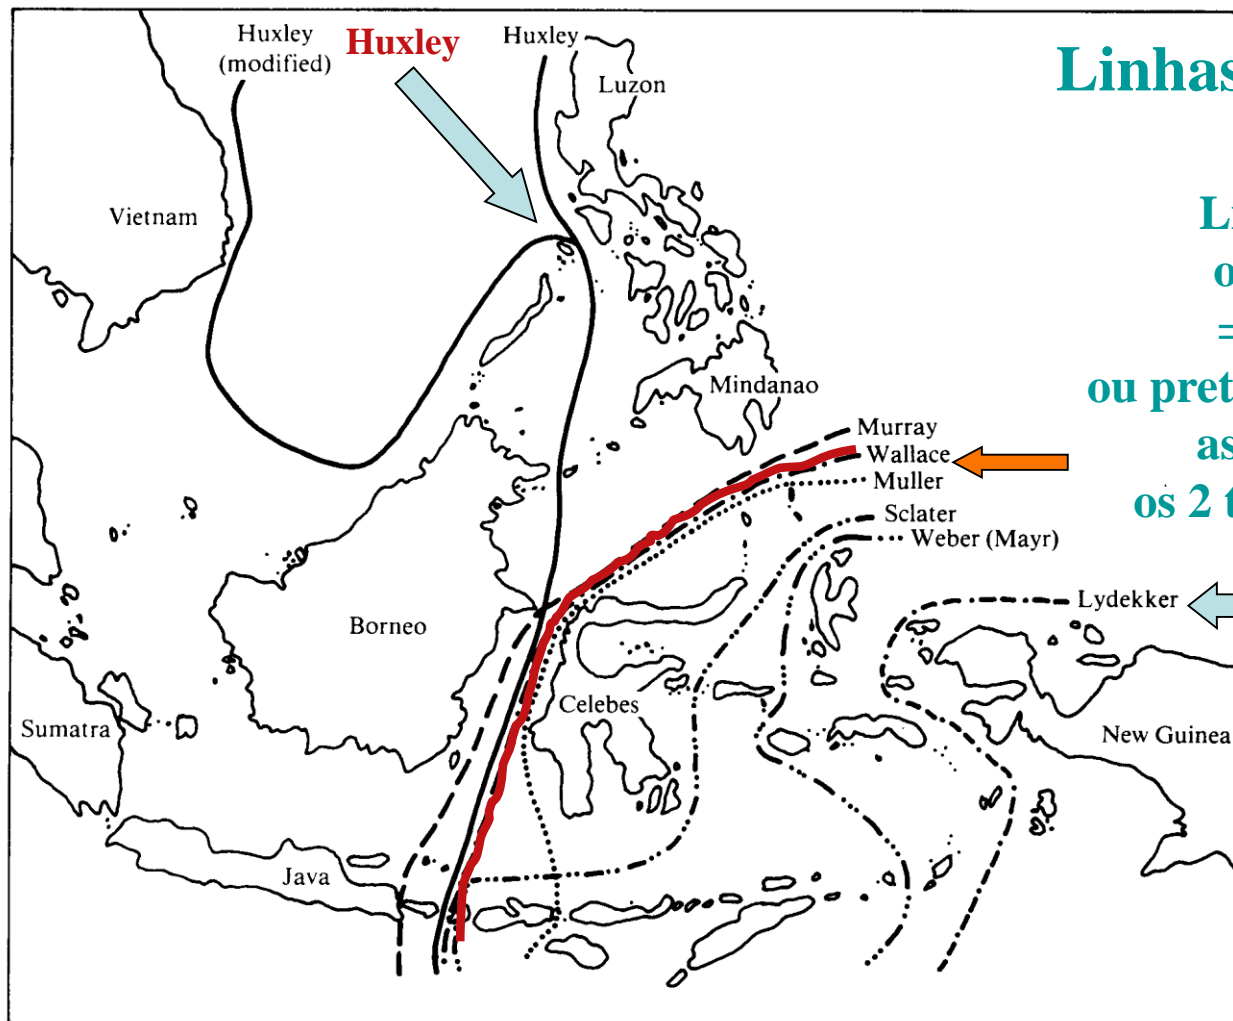 Huxley
(modified)
Huxley
Huxley
Luzon
Linhas
Vietnam
ou
Mindanao
as
os 2
Murray
Wallace
Muller
Sclater
Weber (Mayr)
Lydekker
Borneo
Celebes
Sumatra
New Guinea
Java